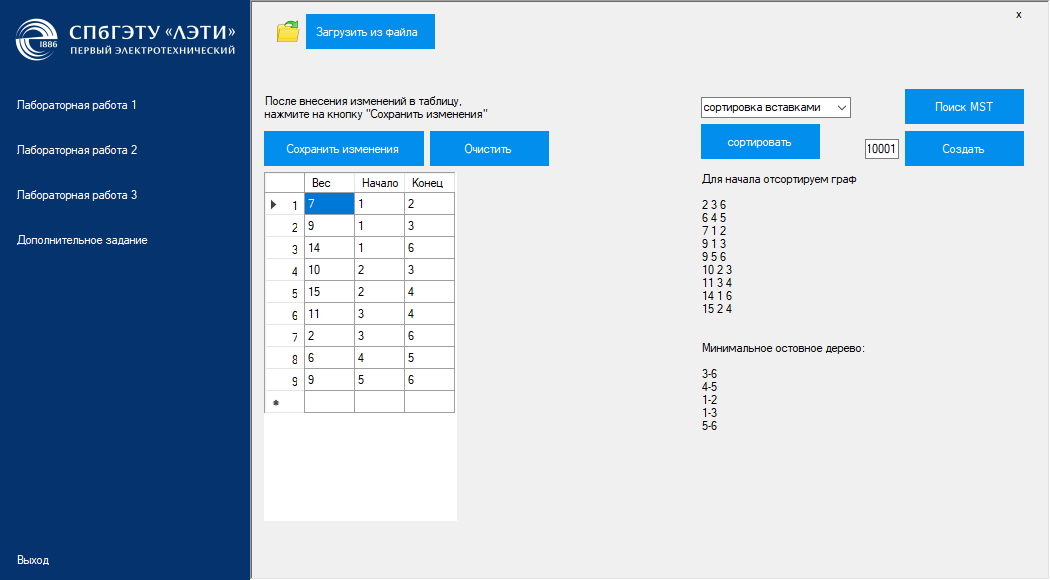 СПбГЭТУ «ЛЭТИ»
ПЕРВЫЙ ЭЛЕКТРОТЕХНИЧЕСКИЙ
1886
Лабораторная работа 1
Лабораторная работа 2
Лабораторная работа 3
Дополнительное задание
Выход
x
Загрузить из файла
После внесения изменений в таблицу,
нажмите на кнопку "Сохранить изменения"
Сохранить изменения
Очистить
Вес Начало Конец
1 7 1 2
2 9 1 3
3 14 1 6
4 10 2 3
5 15 2 4
6 11 3 4
7 2 3 6
8 6 4 5
9 9 5 6
сортировка вставками
Поиск MST
сортировать
10001
Создать
Для начала отсортируем граф
2 3 6
6 4 5
7 1 2
9 1 3
9 5 6
10 2 3
11 3 4
14 1 6
15 2 4
Минимальное остовное дерево:
3-6
4-5
1-2
1-3
5-6